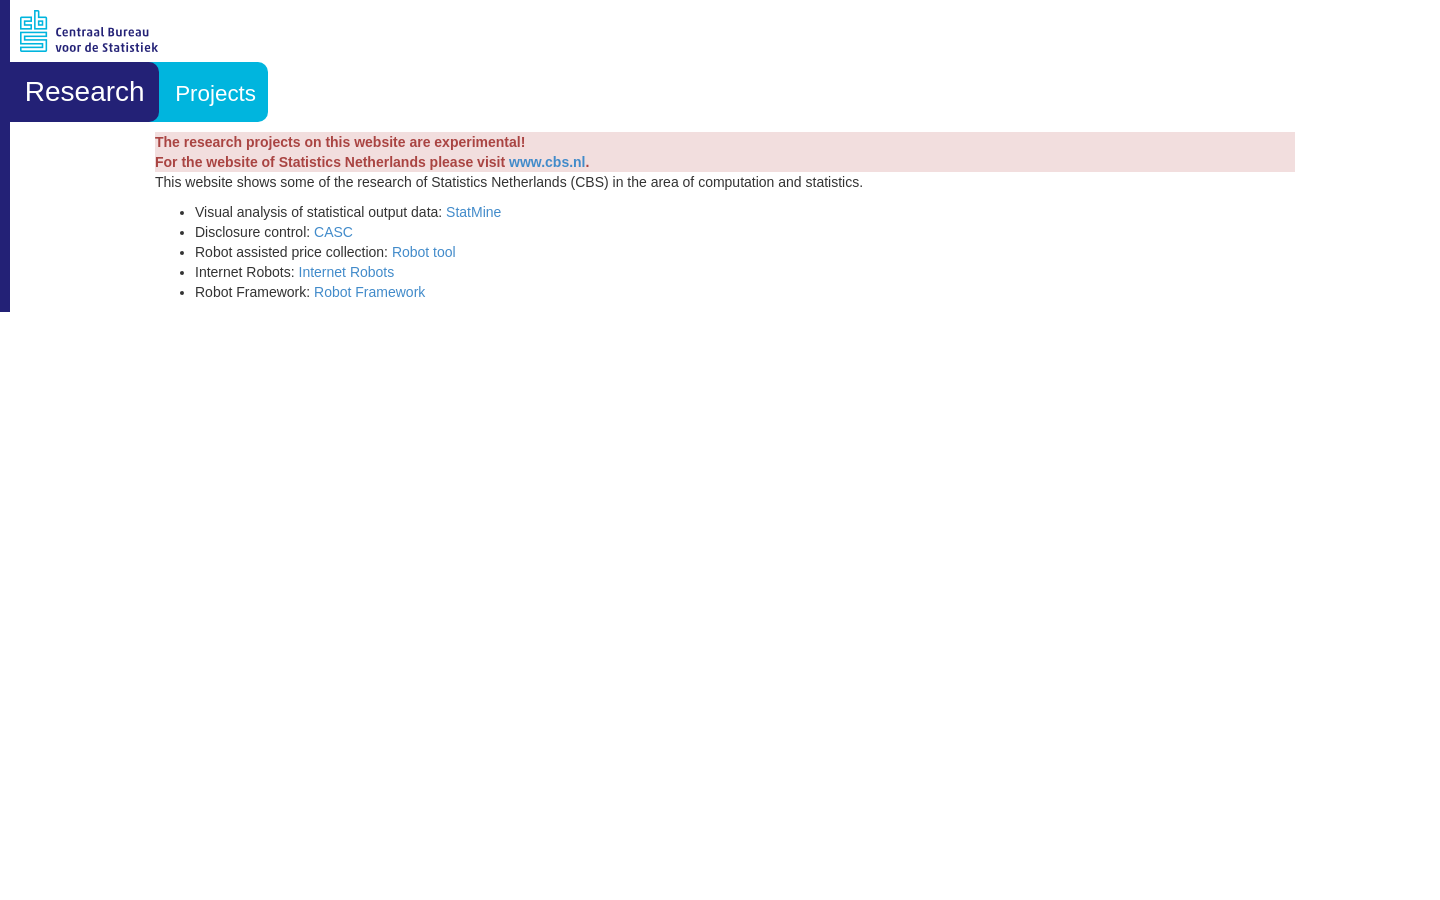 Centraal Bureau
voor de Statistiek
Research
Projects
The research projects on this website are experimental!
For the website of Statistics Netherlands please visit www.cbs.nl.
This website shows some of the research of Statistics Netherlands (CBS) in the area of computation and statistics.
• Visual analysis of statistical output data: StatMine
• Disclosure control: CASC
• Robot assisted price collection: Robot tool
• Internet Robots: Internet Robots
• Robot Framework: Robot Framework